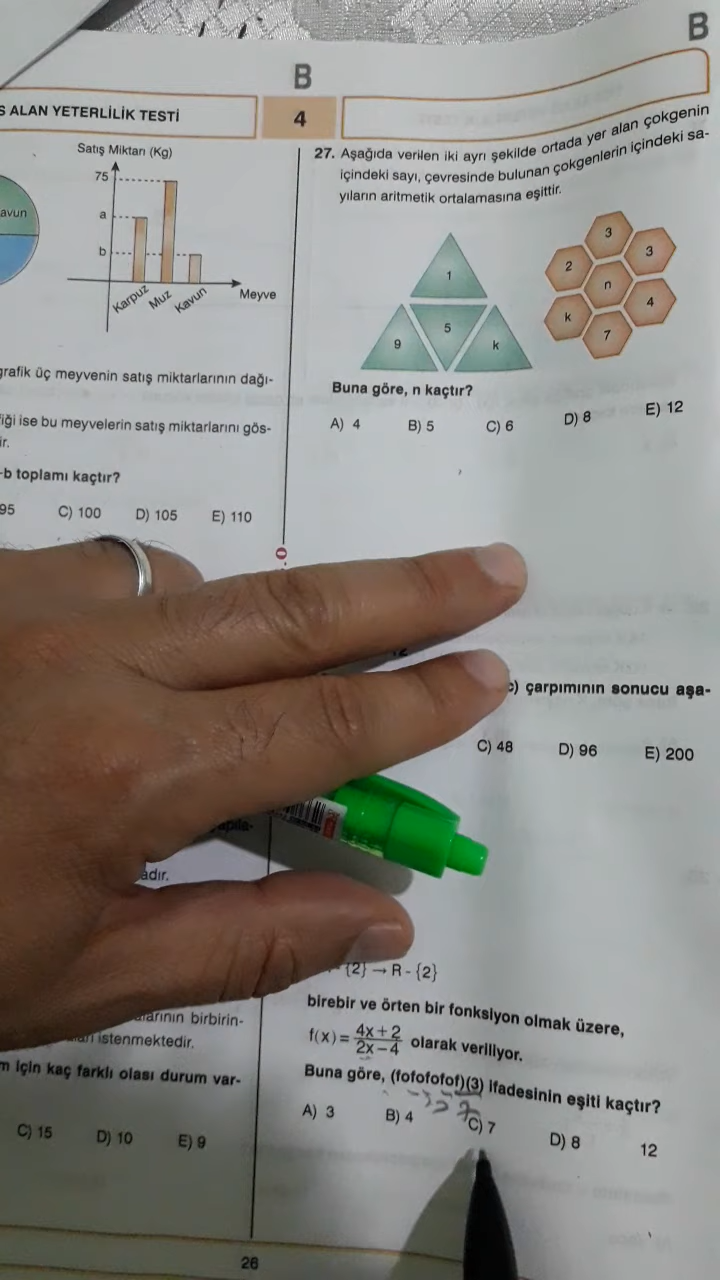 B
B
S ALAN YETERLİLİK TESTİ
4
avun
Satış Miktarı (Kg)
75
a
b
Karpuz
Muz
Kavun
Meyve
grafik üç meyvenin satış miktarlarının dağı-
iği ise bu meyvelerin satış miktarlarını gös-
ir.
-b toplamı kaçtır?
95 C) 100 D) 105 E) 110
adır.
larının birbirin-
istenmektedir.
m için kaç farklı olası durum var-
C) 15 D) 10 E) 9
27. Aşağıda verilen iki ayrı şekilde ortada yer alan çokgenin
içindeki sayı, çevresinde bulunan çokgenlerin içindeki sa-
yıların aritmetik ortalamasına eşittir.
1
9 5 k
3
2 3
n
k 4
7
Buna göre, n kaçtır?
A) 4 B) 5 C) 6 D) 8 E) 12
c) çarpımının sonucu aşa-
C) 48 D) 96 E) 200
{2} → R - {2}
birebir ve örten bir fonksiyon olmak üzere,
f(x) = 4x+2 / 2x-4 olarak veriliyor.
Buna göre, (fofofofof)(3) ifadesinin eşiti kaçtır?
A) 3 B) 4 C) 7 D) 8 12
26